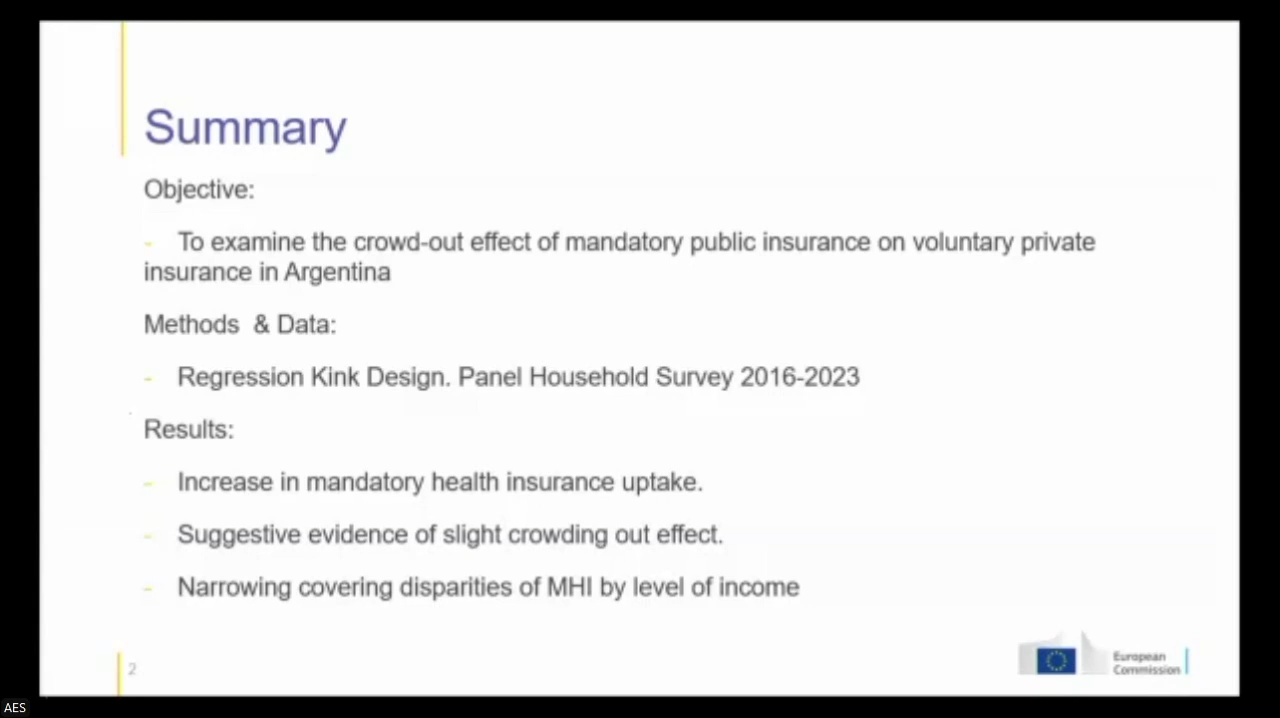 Summary
Objective:
- To examine the crowd-out effect of mandatory public insurance on voluntary private
insurance in Argentina
Methods & Data:
- Regression Kink Design. Panel Household Survey 2016-2023
Results:
- Increase in mandatory health insurance uptake.
- Suggestive evidence of slight crowding out effect.
- Narrowing covering disparities of MHI by level of income
2
European
Commission
AES